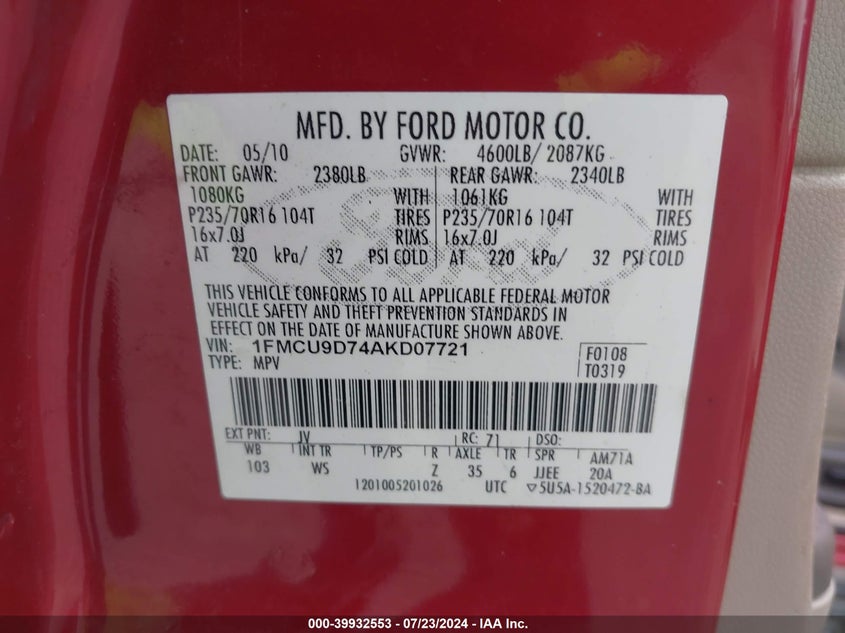 MFD. BY FORD MOTOR CO.
DATE: 05/10 GVWR: 4600LB/ 2087KG
FRONT GAWR: 2380LB REAR GAWR: 2340LB
1080KG WITH 1061KG WITH
P235/70R16 104T TIRES P235/70R16 104T TIRES
16x7.0J RIMS 16x7.0J RIMS
AT 220 kPa/ 32 PSI COLD AT 220 kPa/ 32 PSI COLD
THIS VEHICLE CONFORMS TO ALL APPLICABLE FEDERAL MOTOR
VEHICLE SAFETY AND THEFT PREVENTION STANDARDS IN
EFFECT ON THE DATE OF MANUFACTURE SHOWN ABOVE.
VIN: 1FMCU9D74AKD07721 F0108
TYPE: MPV T0319
EXT PNT: JV RC: 71 DSO:
WB INT TR TP/PS R AXLE TR SPR AM71A
103 WS Z 35 6 JJEE 20A
1201005201026 UTC ▽5U5A-1520472-BA
000-39932553 - 07/23/2024 - IAA Inc.